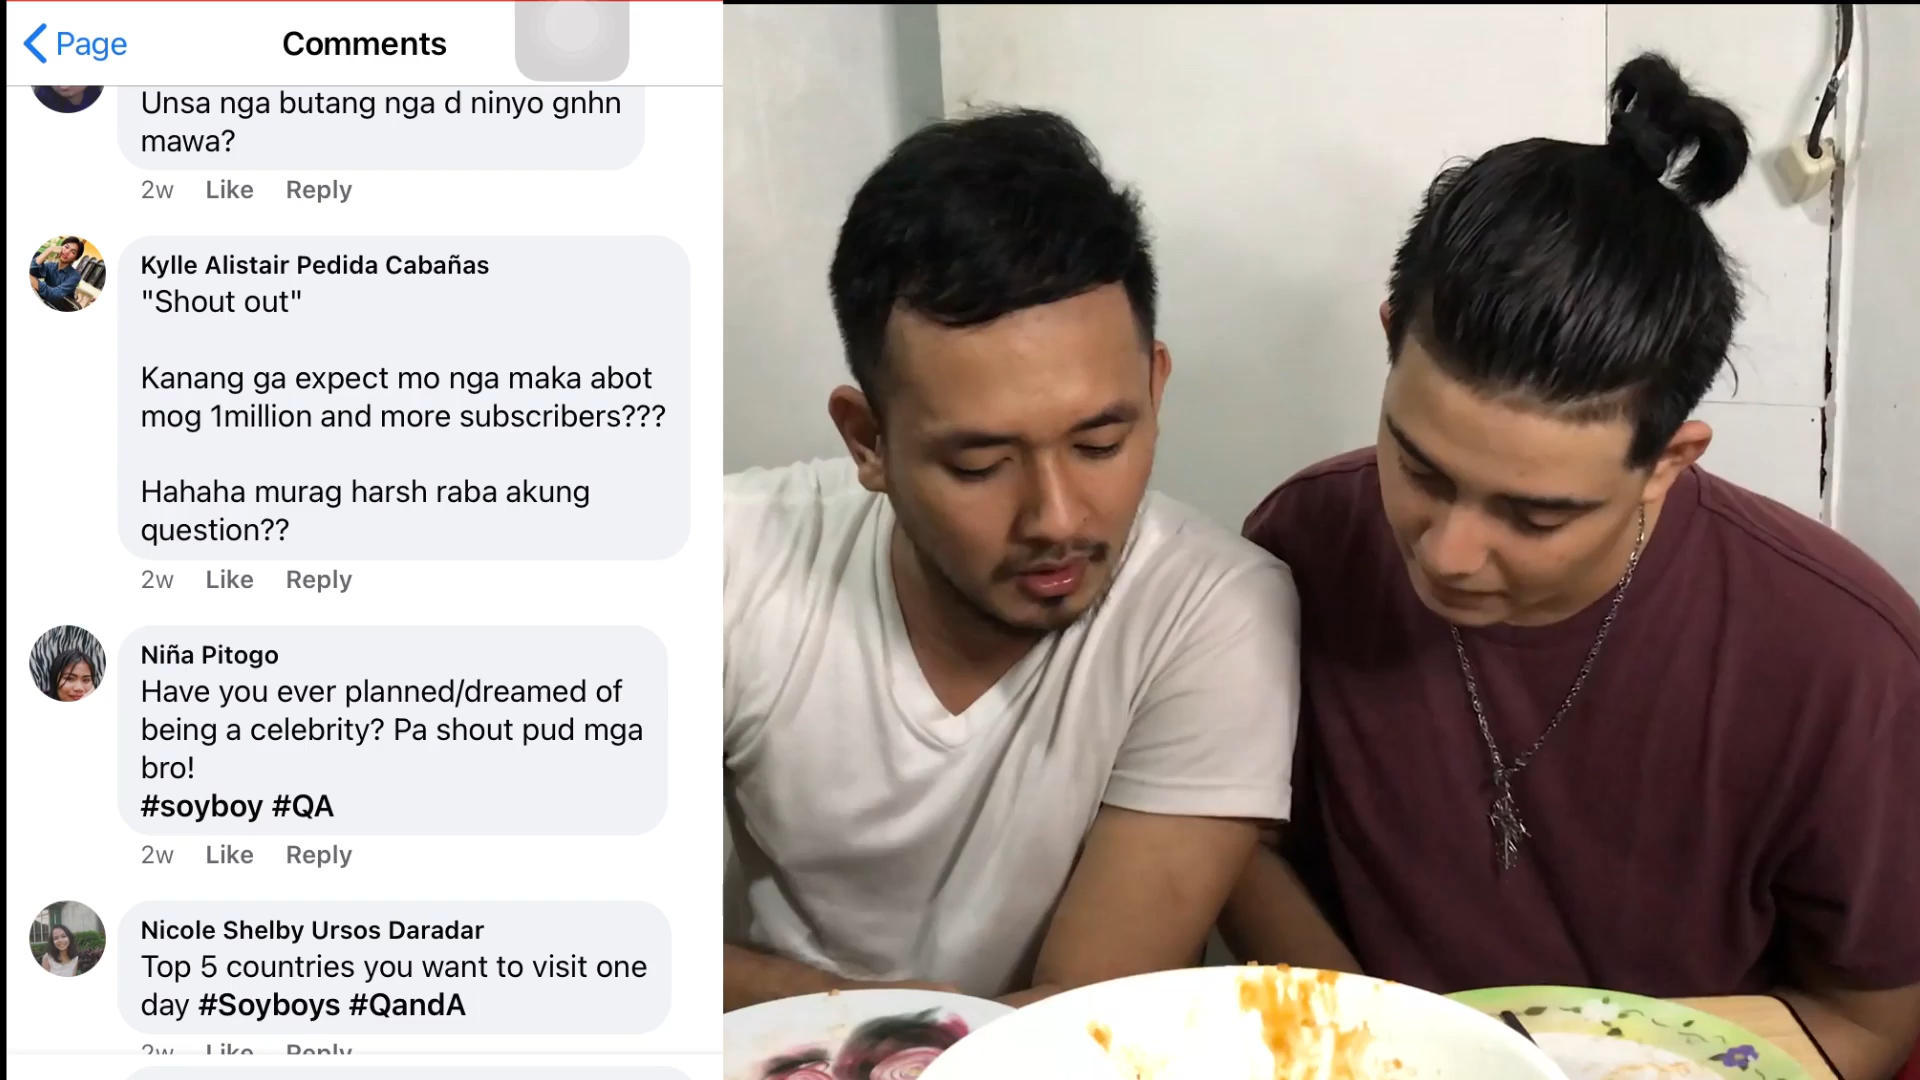 Page
Comments
Unsa nga butang nga d ninyo gnhn
mawa?
2w Like Reply
Kylle Alistair Pedida Cabañas
"Shout out"
Kanang ga expect mo nga maka abot
mog 1million and more subscribers???
Hahaha murag harsh raba akung
question??
2w Like Reply
Niña Pitogo
Have you ever planned/dreamed of
being a celebrity? Pa shout pud mga
bro!
#soyboy #QA
2w Like Reply
Nicole Shelby Ursos Daradar
Top 5 countries you want to visit one
day #Soyboys #QandA
2w Like Reply